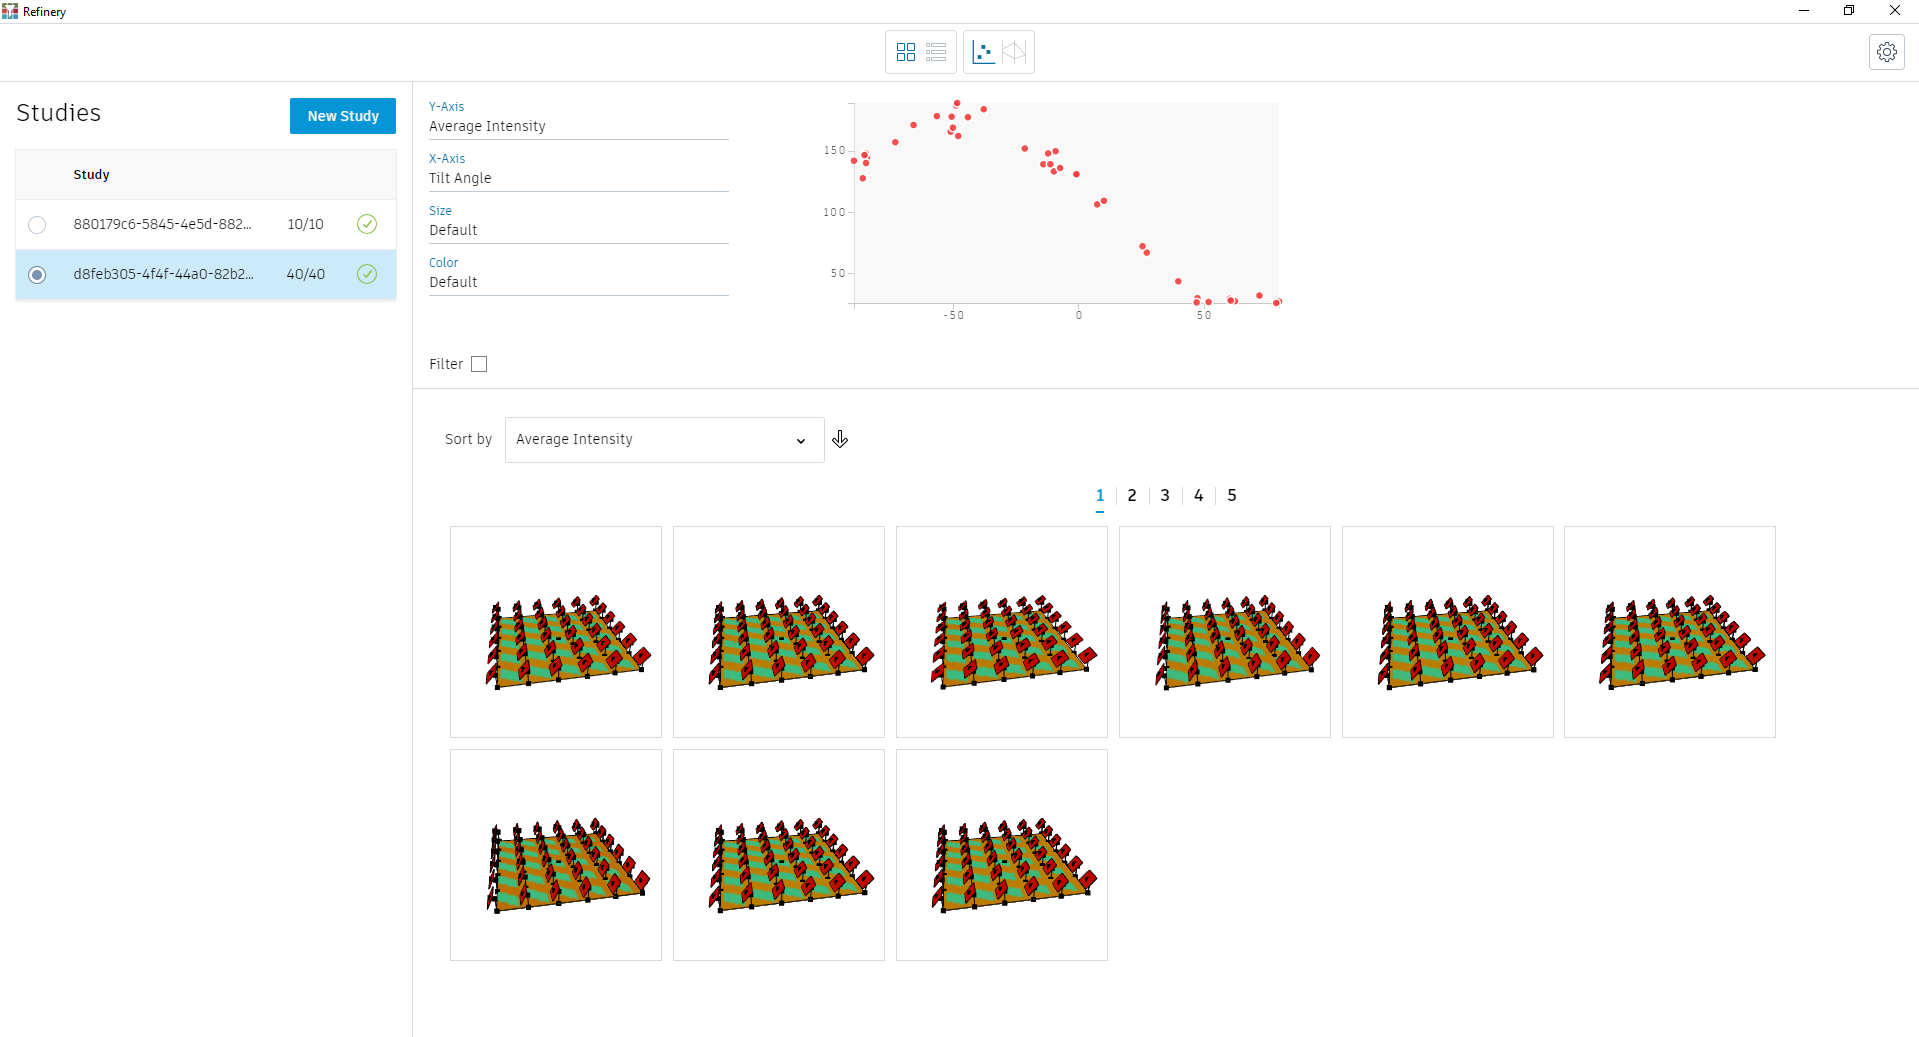 Refinery
Studies
New Study
Study
880179c6-5845-4e5d-882... 10/10
d8feb305-4f4f-44a0-82b2... 40/40
Y-Axis
Average Intensity
X-Axis
Tilt Angle
Size
Default
Color
Default
150
100
50
-50 0 50
Filter
Sort by Average Intensity
1 2 3 4 5